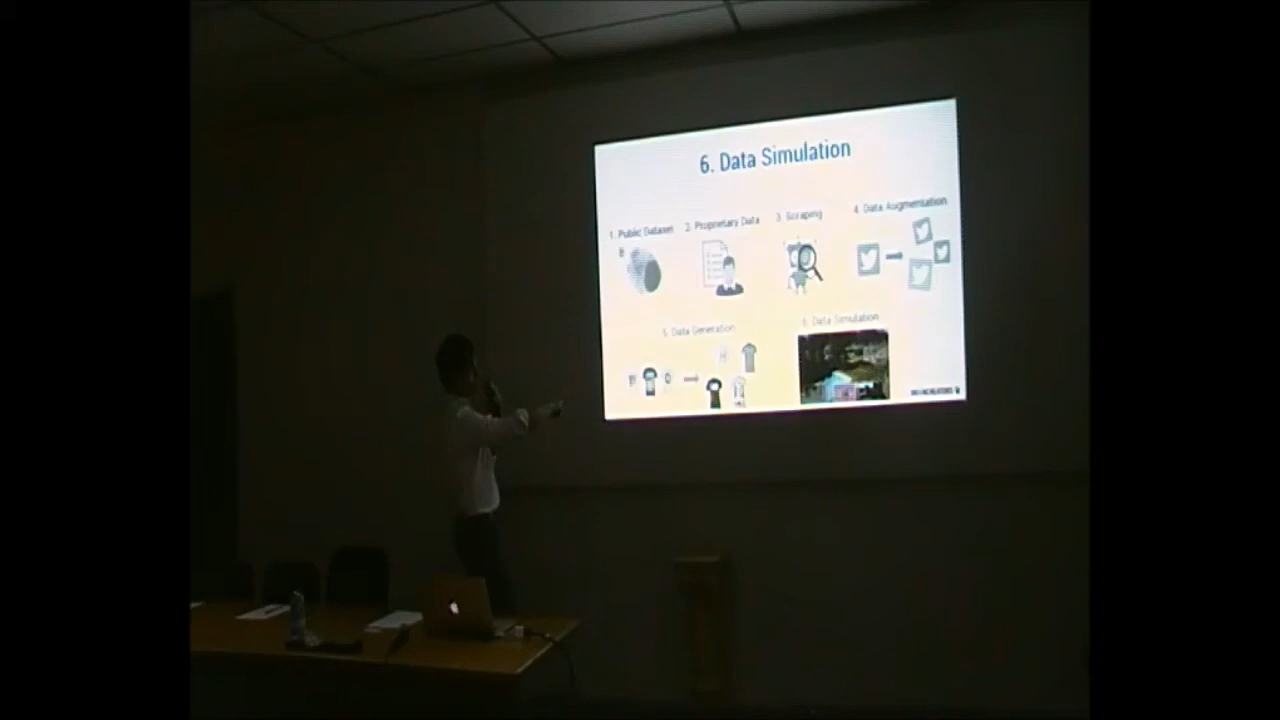 6. Data Simulation
1. Public Dataset
2. Proprietary Data
3. Scraping
4. Data Augmentation
5. Data Generation
6. Data Simulation